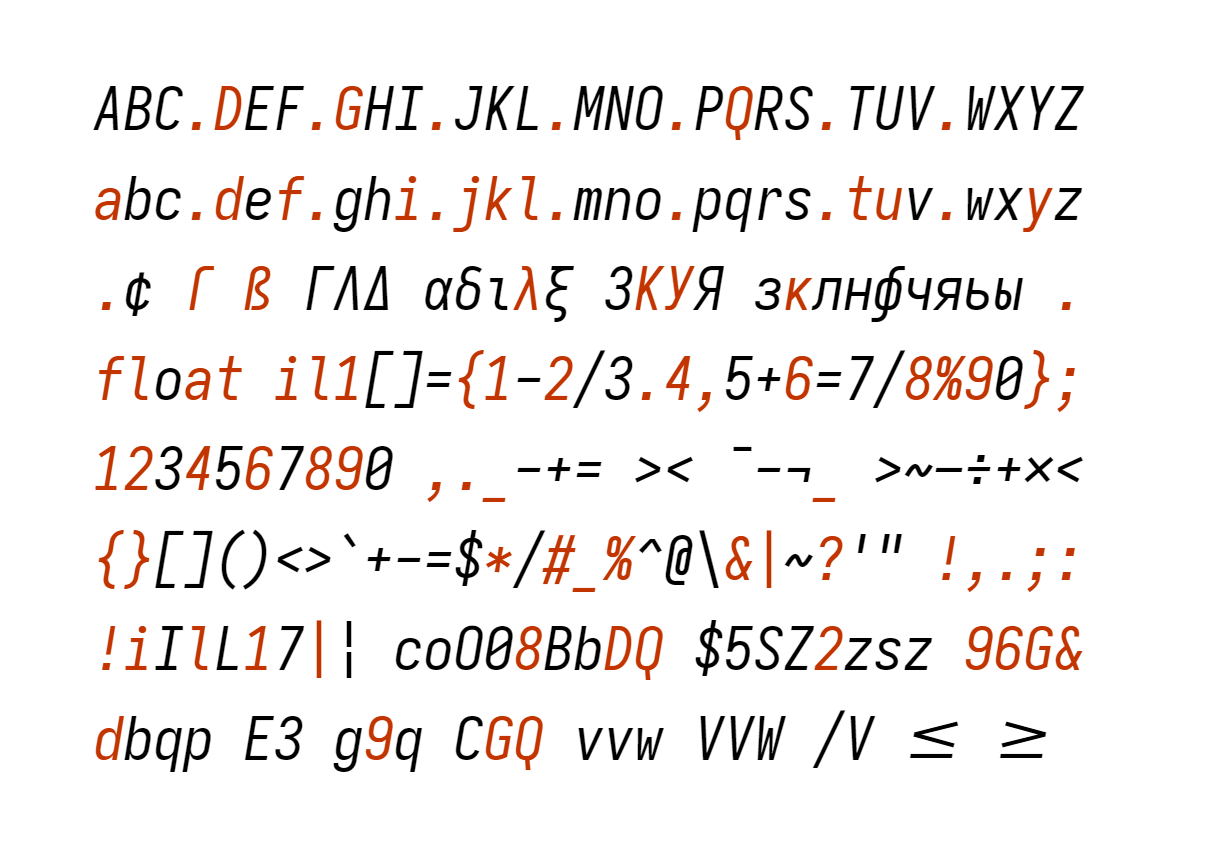 ABC.DEF.GHI.JKL.MNO.PQRS.TUV.WXYZ
abc.def.ghi.jkl.mno.pqrs.tuv.wxyz
.¢ Ꮀ ß ΓΛΔ αδιλξ ЗКУЯ зклнфчяьы .
float il1[]={1-2/3.4,5+6=7/8%90};
1234567890 ,._-+= >< ¯-¬_ >~–÷+×<
{}[]()<>`+-=$*/#_%^@\&|~?'" !,.;:
!iIlL17|¦ coO08BbDQ $5SZ2zsz 96G&
dbqp E3 g9q CGQ vvw VVW /V ≤ ≥